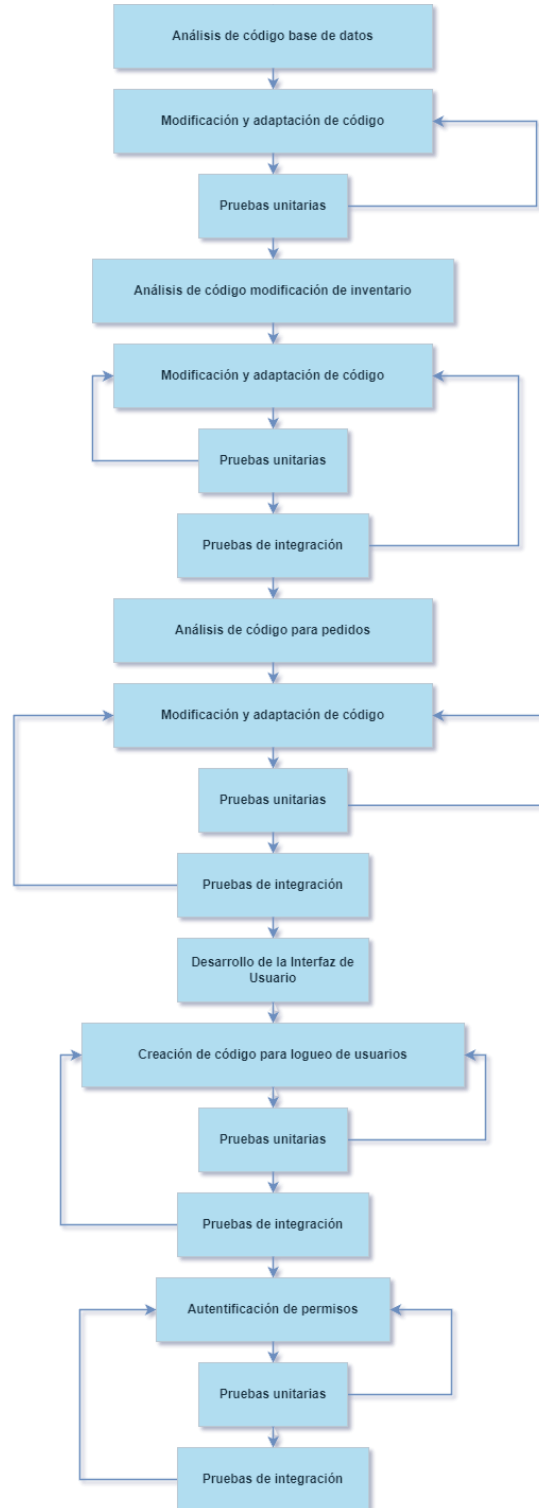 Análisis de código base de datos
Modificación y adaptación de código
Pruebas unitarias
Análisis de código modificación de inventario
Modificación y adaptación de código
Pruebas unitarias
Pruebas de integración
Análisis de código para pedidos
Modificación y adaptación de código
Pruebas unitarias
Pruebas de integración
Desarrollo de la Interfaz de
Usuario
Creación de código para logueo de usuarios
Pruebas unitarias
Pruebas de integración
Autentificación de permisos
Pruebas unitarias
Pruebas de integración